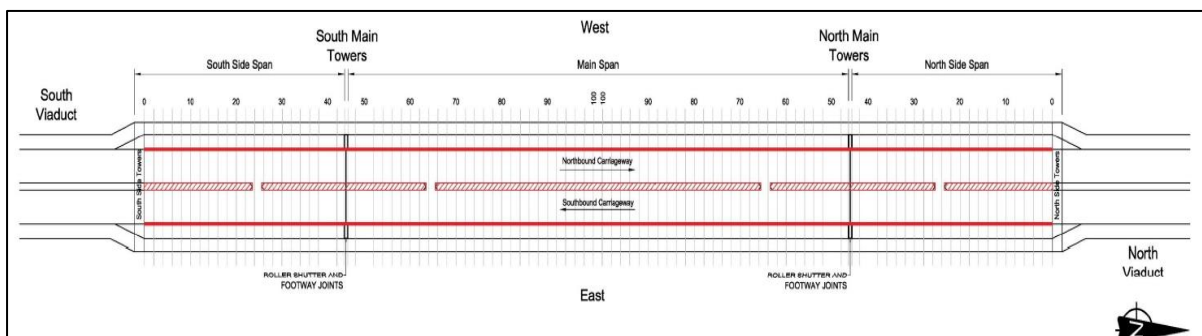 West
South Main
Towers
North Main
Towers
South Side Span
Main Span
North Side Span
South
Viaduct
0 10 20 30 40 50 60 70 80 90 100 100 90 80 70 60 50 40 30 20 10 0
South Side Towers
Northbound Carriageway
Southbound Carriageway
North Side Towers
ROLLER SHUTTER AND
FOOTWAY JOINTS
ROLLER SHUTTER AND
FOOTWAY JOINTS
East
North
Viaduct
Z